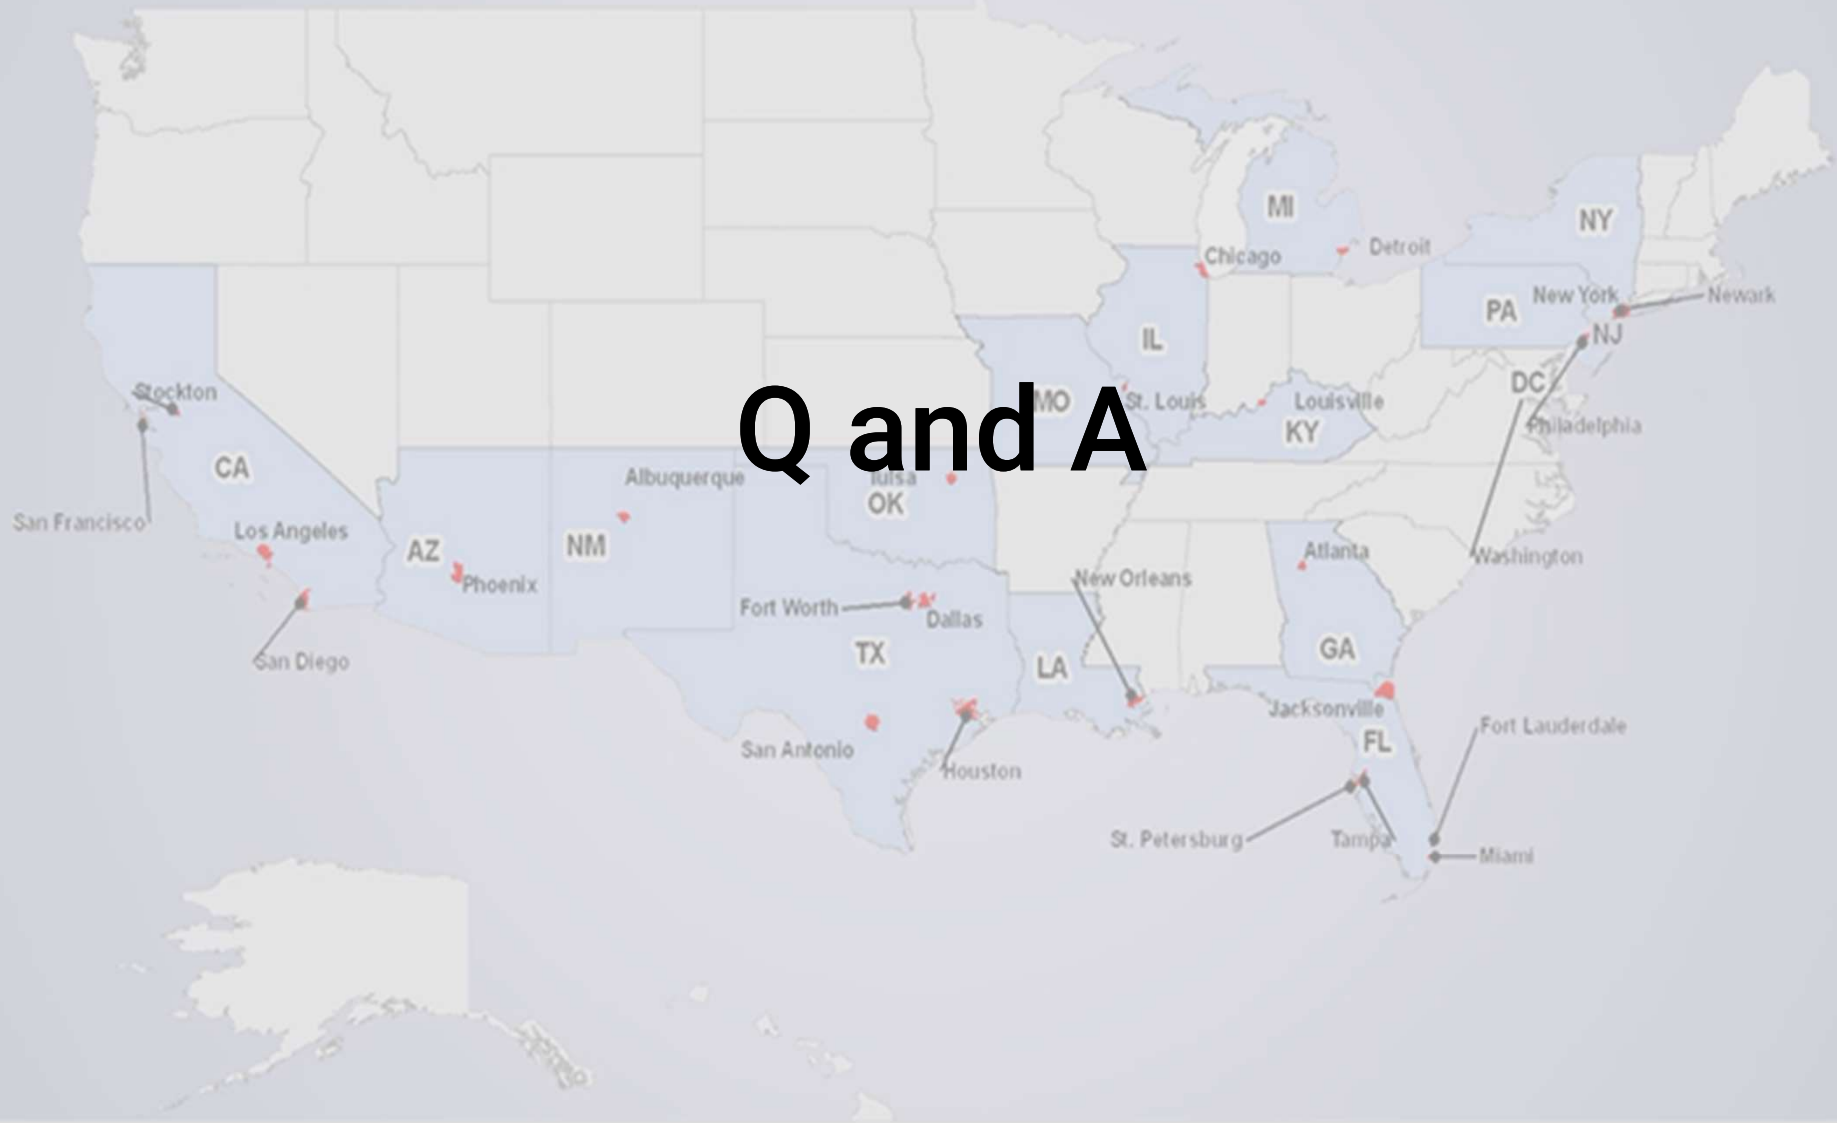 MI
NY
Detroit
Chicago
New York
Newark
PA
NJ
IL
DC
Stockton
MO
St. Louis
Louisville
Q and A
Philadelphia
KY
CA
Albuquerque
Tulsa
OK
San Francisco
Los Angeles
AZ
NM
Atlanta
Washington
Phoenix
New Orleans
Fort Worth
Dallas
GA
TX
LA
San Diego
Jacksonville
Fort Lauderdale
FL
San Antonio
Houston
St. Petersburg
Tampa
Miami